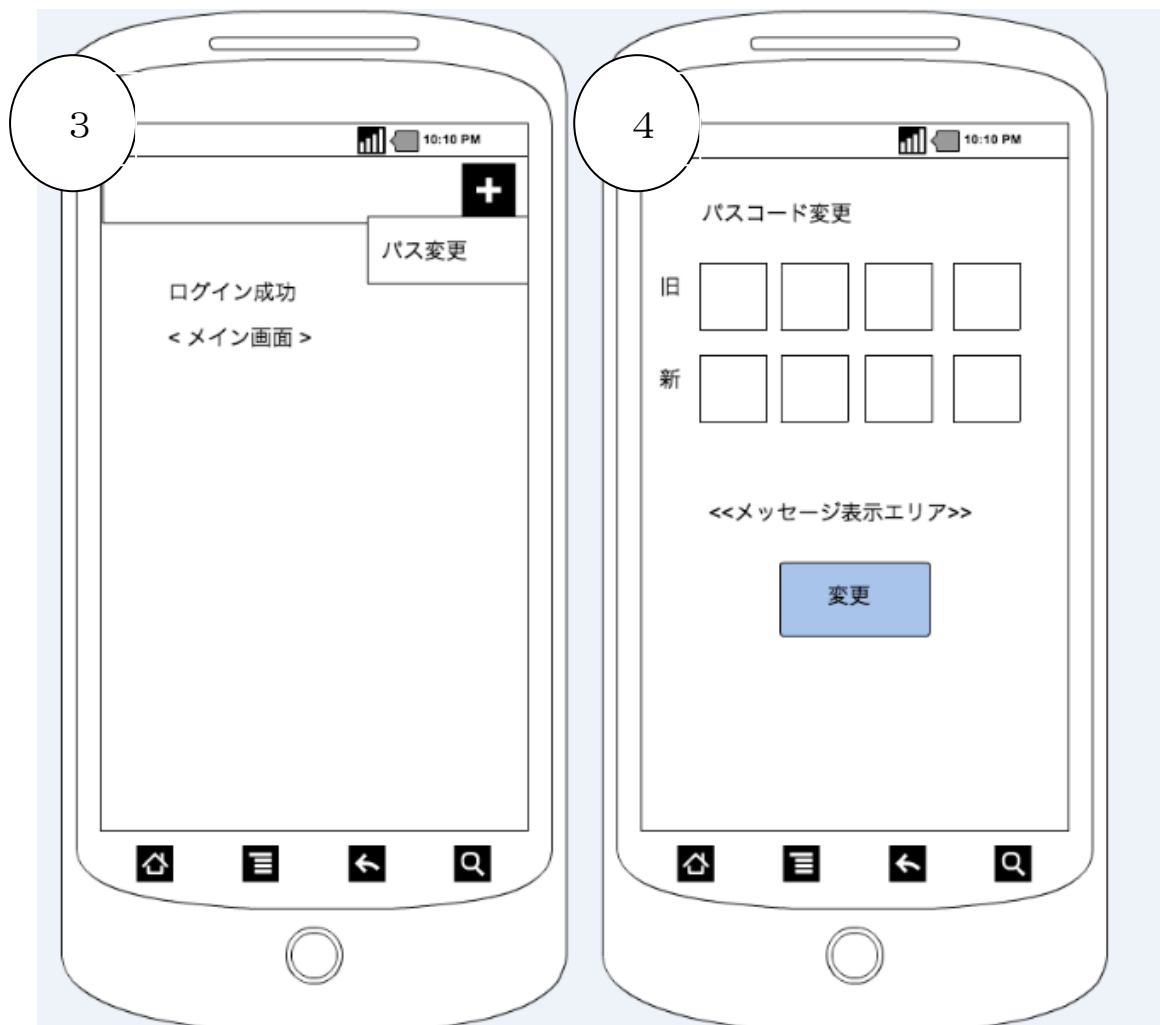 3
10:10 PM
パス変更
ログイン成功
< メイン画面 >
4
10:10 PM
パスコード変更
旧
新
<<メッセージ表示エリア>>
変更